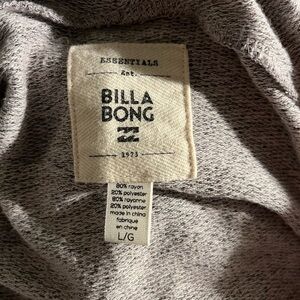 ESSENTIALS
Est.
BILLA
BONG
1973
80% rayon
20% polyester
80% rayonne
20% polyester
made in china
fabriqué
en chine
L/G